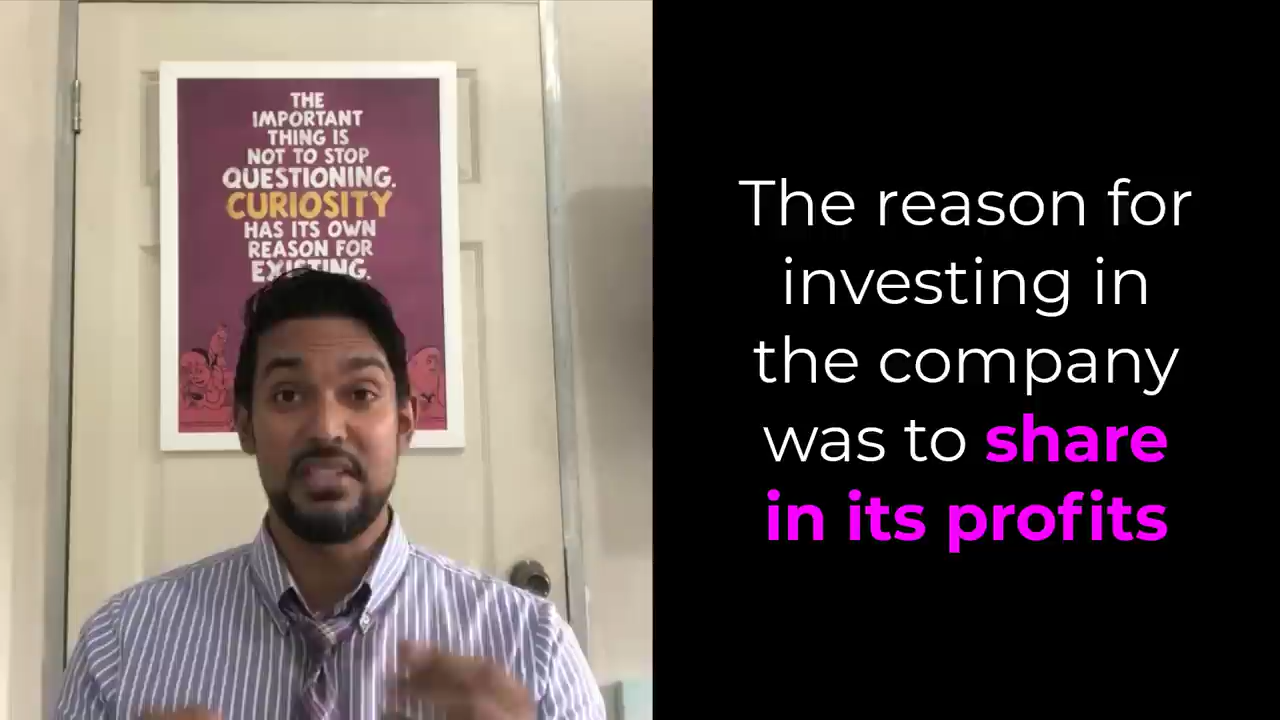 THE
IMPORTANT
THING IS
NOT TO STOP
QUESTIONING.
CURIOSITY
HAS ITS OWN
REASON FOR
EXISTING.
The reason for
investing in
the company
was to share
in its profits